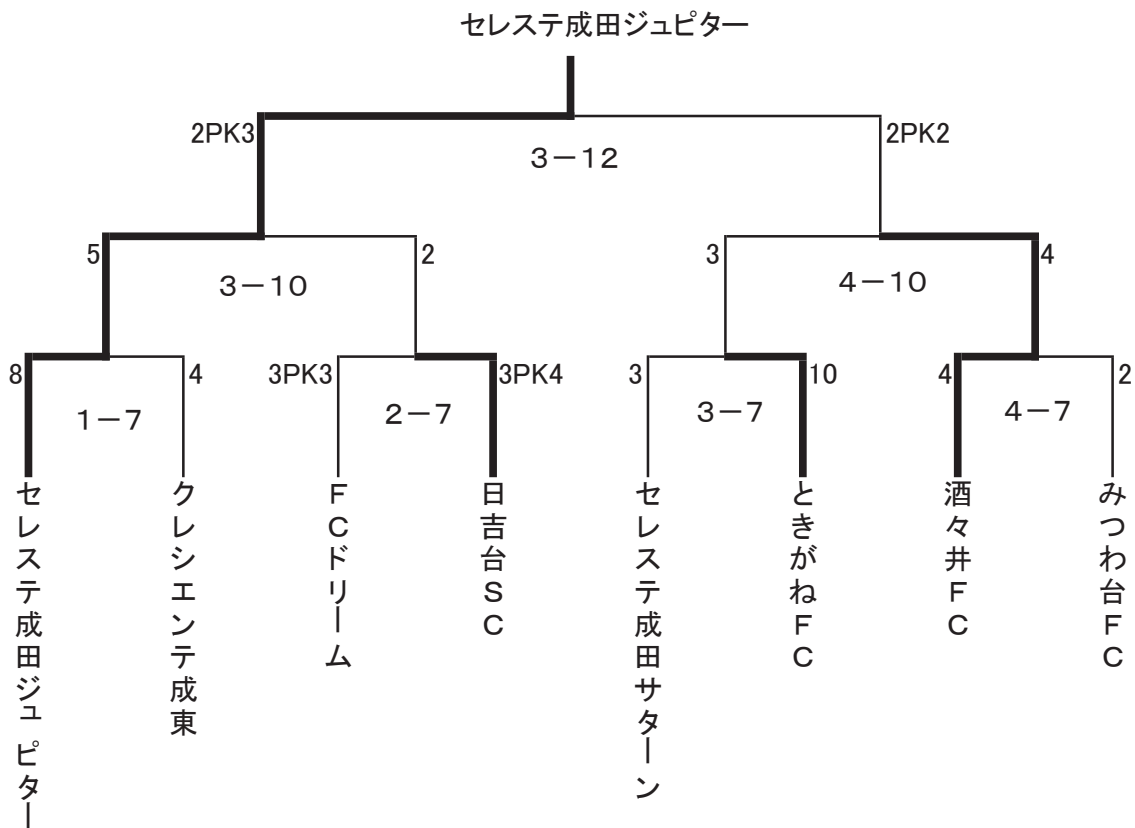 セレステ成田ジュピター
2PK3
2PK2
3－12
5
2
3
4
3－10
4－10
8
4
3PK3
3PK4
3
10
4
2
1－7
2－7
3－7
4－7
セレステ成田ジュピター
クレシエンテ成東
FCドリーム
日吉台SC
セレステ成田サターン
ときがねFC
酒々井FC
みつわ台FC